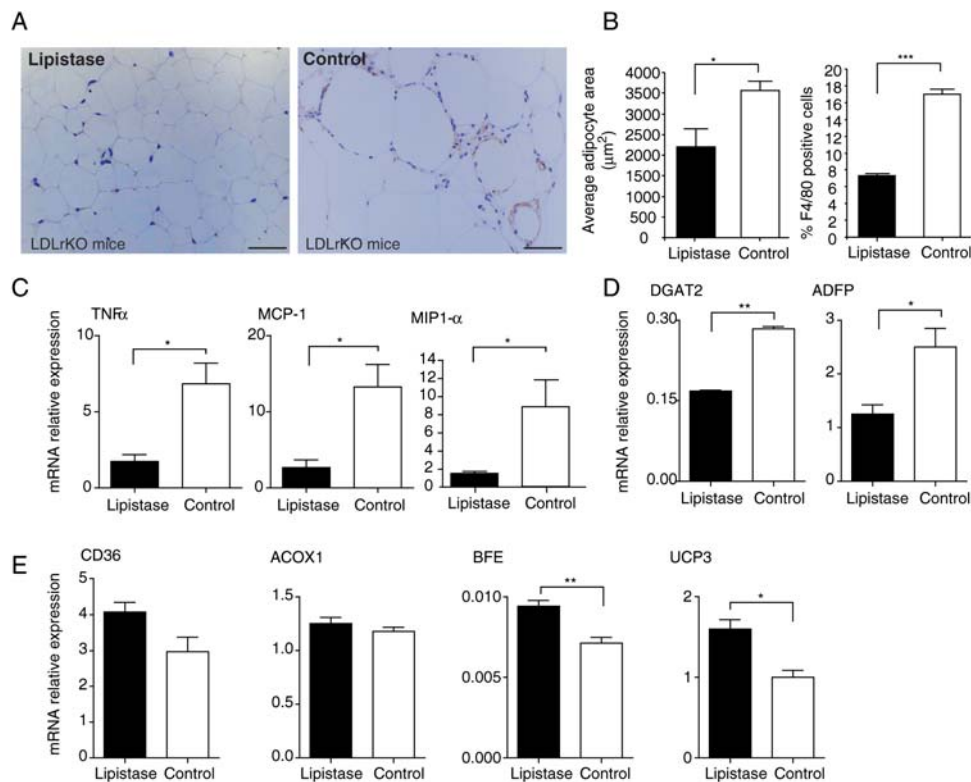 A
Lipistase
LDLrKO mice
Control
LDLrKO mice
B
Average adipocyte area
(μm²)
4000
3500
3000
2500
2000
1500
1000
500
0
*
Lipistase Control
% F4/80 positive cells
18
16
14
12
10
8
6
4
2
0
***
Lipistase Control
C
mRNA relative expression
TNFα
10
5
0
*
Lipistase Control
MCP-1
20
10
0
*
Lipistase Control
MIP1-α
14
12
10
8
6
4
2
0
*
Lipistase Control
D
mRNA relative expression
DGAT2
0.30
0.15
0.00
**
Lipistase Control
ADFP
3
2
1
0
*
Lipistase Control
E
mRNA relative expression
CD36
5
4
3
2
1
0
Lipistase Control
ACOX1
1.5
1.0
0.5
0.0
Lipistase Control
BFE
0.010
0.005
0.000
**
Lipistase Control
UCP3
2
1
0
*
Lipistase Control